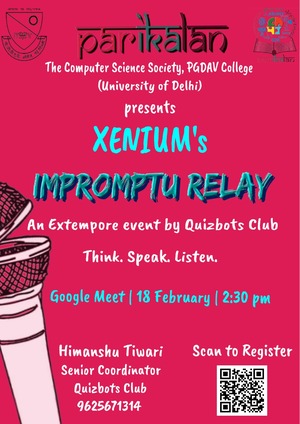 parikalan
The Computer Science Society, PGDAV College
(University of Delhi)
presents
XENIUM's
IMPROMPTU RELAY
An Extempore event by Quizbots Club
Think. Speak. Listen.
Google Meet | 18 February | 2:30 pm
Himanshu Tiwari
Senior Coordinator
Quizbots Club
9625671314
Scan to Register